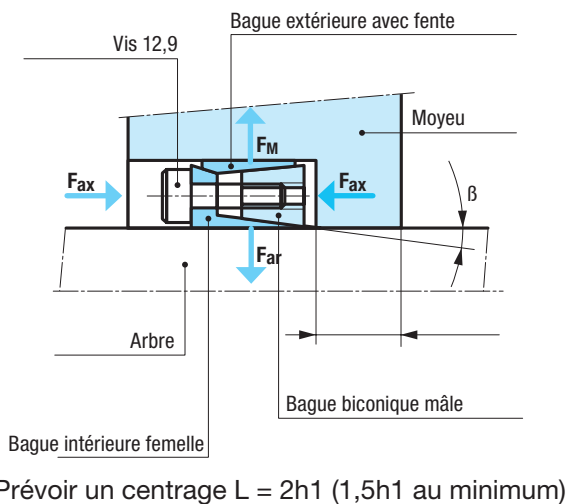 Bague extérieure avec fente
Vis 12,9
Moyeu
FM
Fax
Fax
ß
Far
Arbre
Bague biconique mâle
Bague intérieure femelle
Prévoir un centrage L = 2h1 (1,5h1 au minimum)